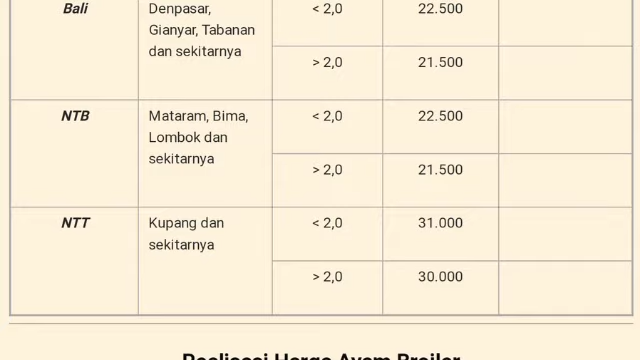 Bali
Denpasar,
Gianyar, Tabanan
dan sekitarnya
< 2,0
22.500
> 2,0
21.500
NTB
Mataram, Bima,
Lombok dan
sekitarnya
< 2,0
22.500
> 2,0
21.500
NTT
Kupang dan
sekitarnya
< 2,0
31.000
> 2,0
30.000
Realisasi Harga Ayam Broiler